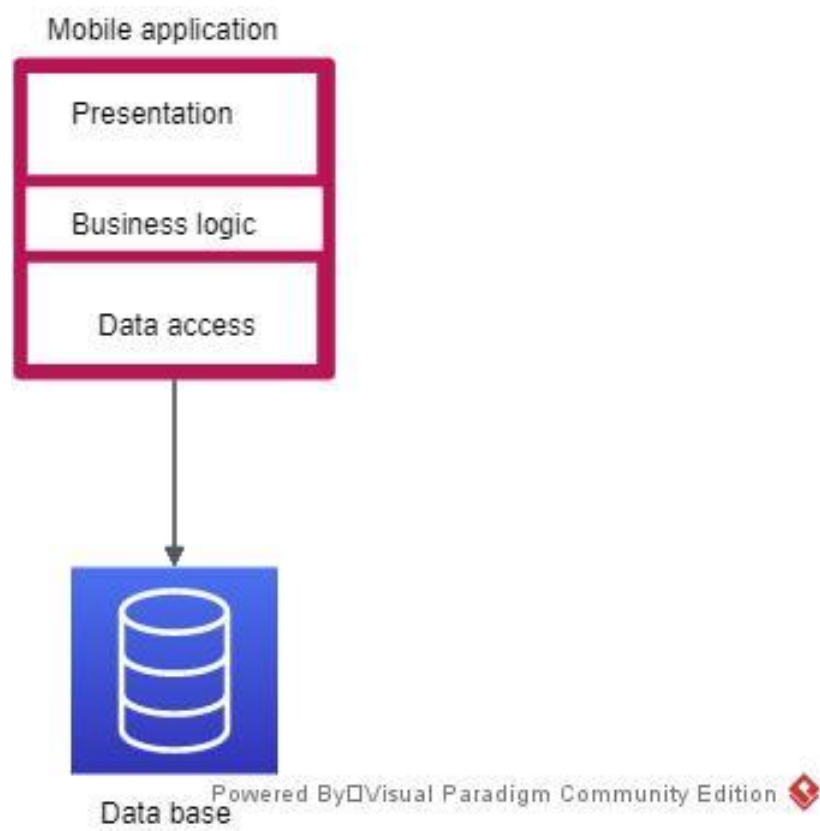 Mobile application
Presentation
Business logic
Data access
Powered By□Visual Paradigm Community Edition
Data base